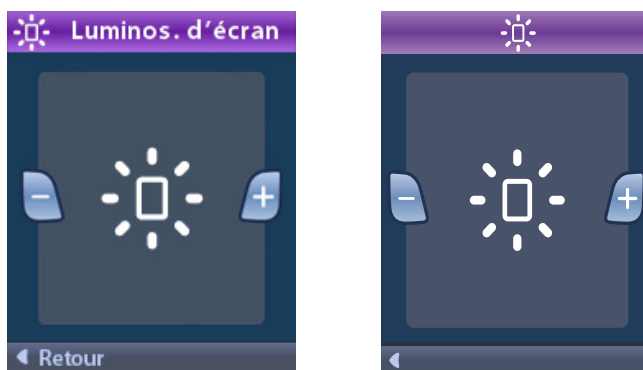 Luminos. d'écran
- +
- +
Retour